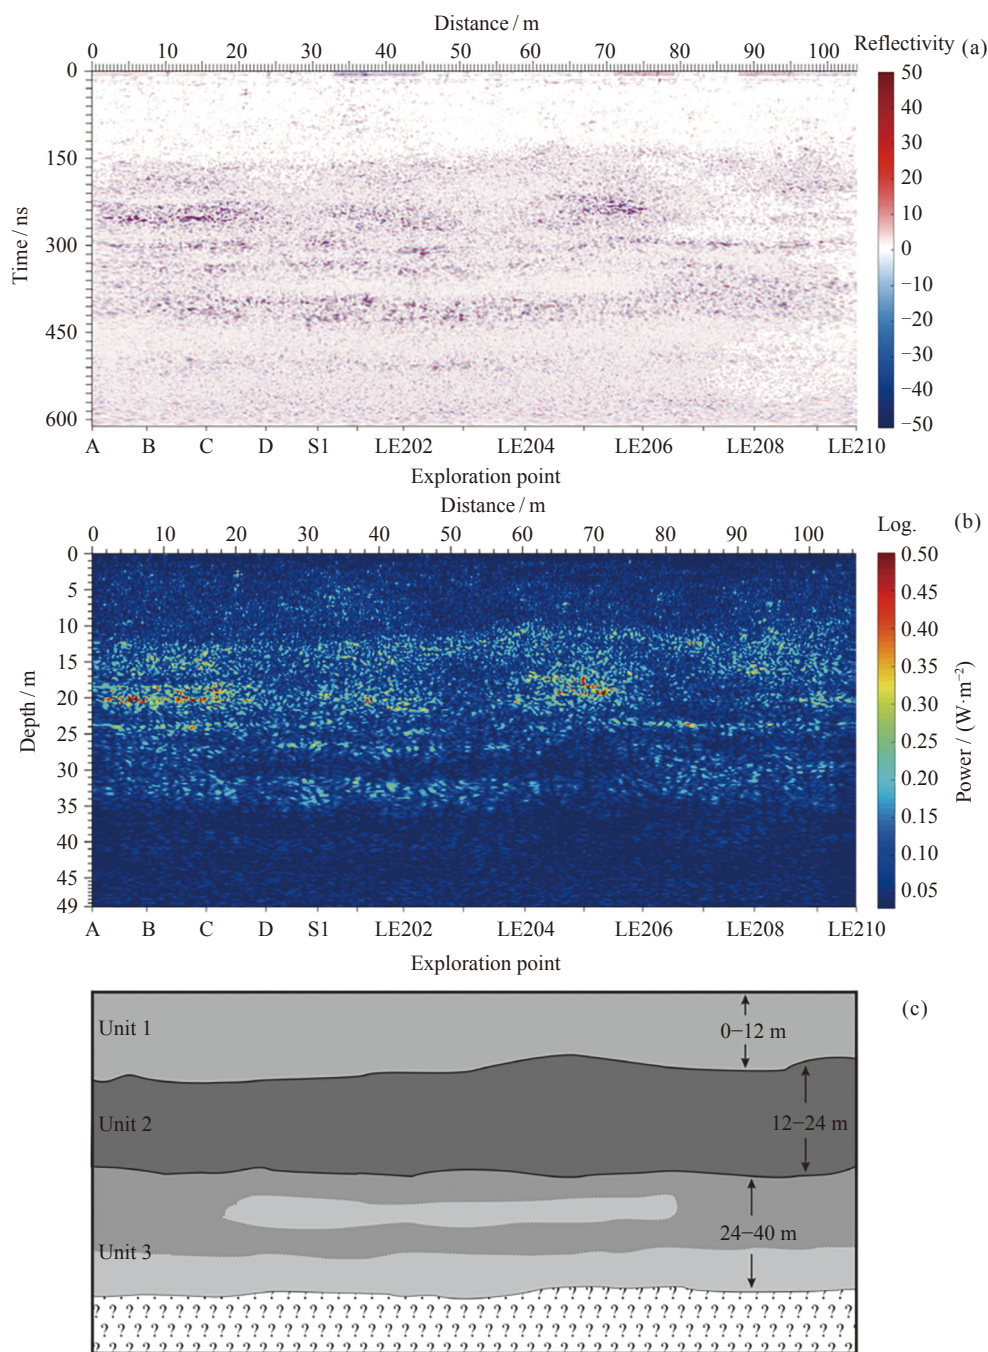 Distance / m
0 10 20 30 40 50 60 70 80 90 100
Reflectivity (a)
0
150
300
450
600
Time / ns
50
40
30
20
10
0
−10
−20
−30
−40
−50
A B C D S1 LE202 LE204 LE206 LE208 LE210
Exploration point
Distance / m
(b)
0 10 20 30 40 50 60 70 80 90 100
Log.
0
5
10
15
20
25
30
35
40
45
49
Depth / m
0.50
0.45
0.40
0.35
0.30
0.25
0.20
0.15
0.10
0.05
Power / (W·m⁻²)
A B C D S1 LE202 LE204 LE206 LE208 LE210
Exploration point
(c)
Unit 1
0−12 m
Unit 2
12−24 m
24−40 m
Unit 3
? ? ? ? ? ? ? ? ? ? ? ? ? ? ? ? ? ? ? ? ? ?
? ? ? ? ? ? ? ? ? ? ? ? ? ? ? ? ? ? ? ? ? ?
? ? ? ? ? ? ? ? ? ? ? ? ? ? ? ? ? ? ? ? ? ?